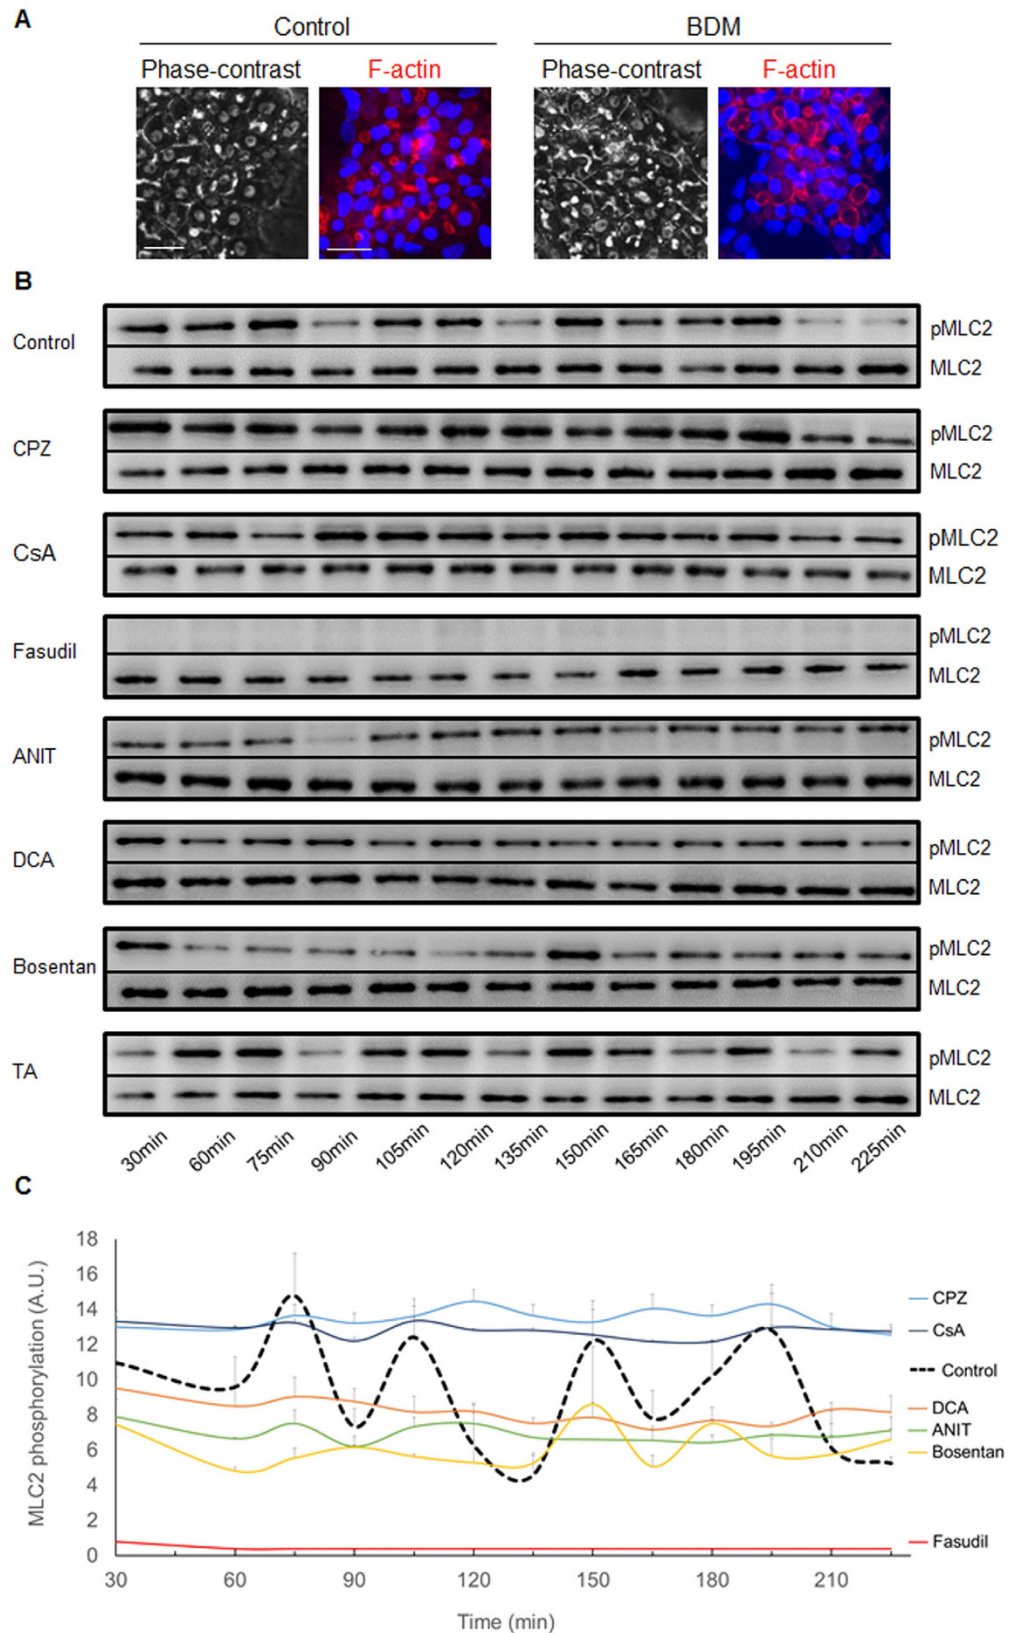 A
Control
BDM
Phase-contrast
F-actin
Phase-contrast
F-actin
B
Control
pMLC2
MLC2
CPZ
pMLC2
MLC2
CsA
pMLC2
MLC2
Fasudil
pMLC2
MLC2
ANIT
pMLC2
MLC2
DCA
pMLC2
MLC2
Bosentan
pMLC2
MLC2
TA
pMLC2
MLC2
30min 60min 75min 90min 105min 120min 135min 150min 165min 180min 195min 210min 225min
C
MLC2 phosphorylation (A.U.)
18
16
14
12
10
8
6
4
2
0
CPZ
CsA
Control
DCA
ANIT
Bosentan
Fasudil
30 60 90 120 150 180 210
Time (min)